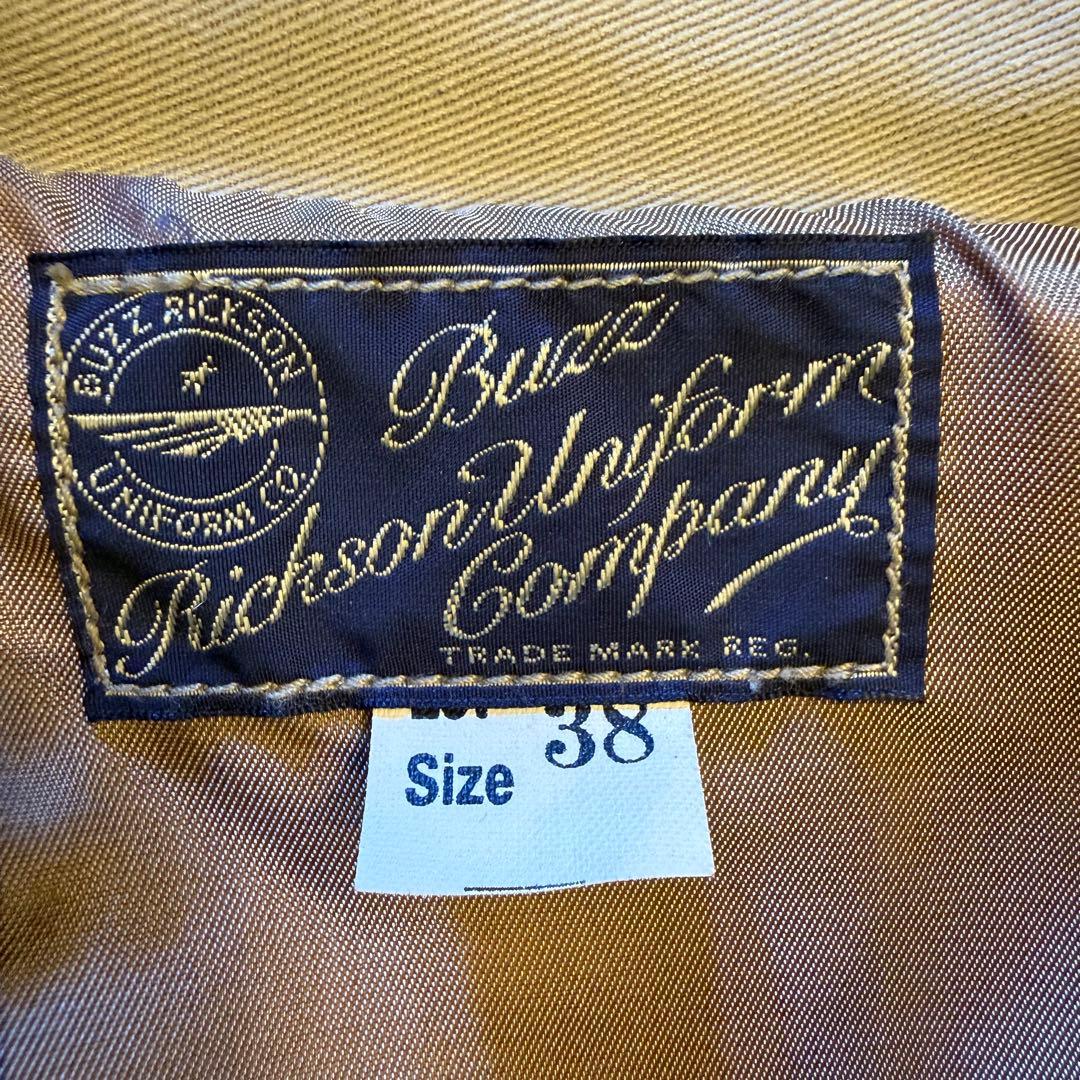 BUZZ RICKSON
UNIFORM CO.
Buzz
Rickson Uniform
Company
TRADE MARK REG.
38
Size